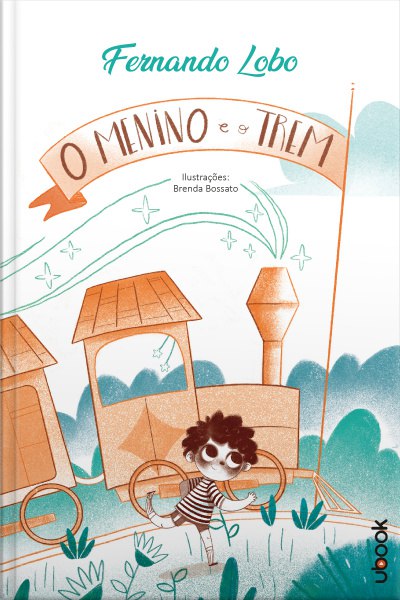 Fernando Lobo
O MENINO e o TREM
Ilustrações:
Brenda Bossato
ubook